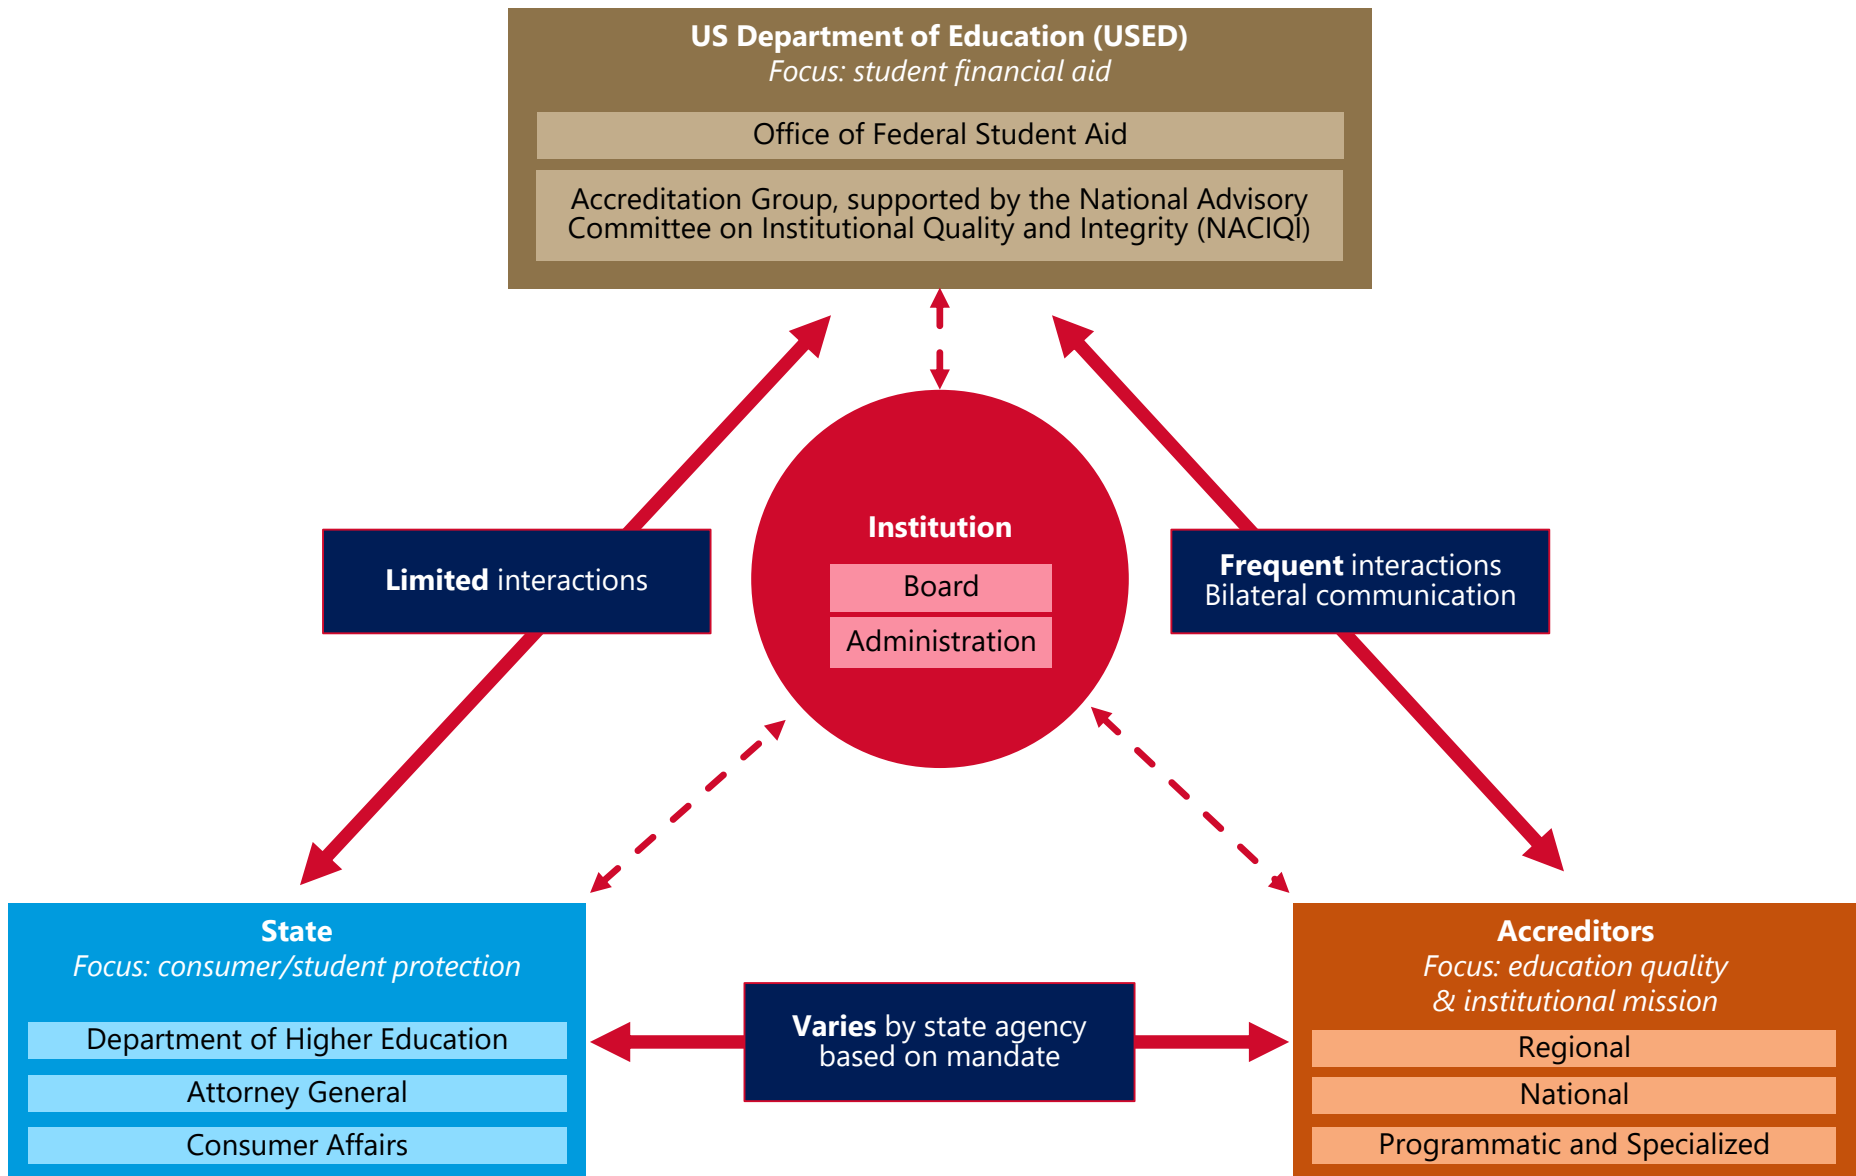 US Department of Education (USED)
Focus: student financial aid
Office of Federal Student Aid
Accreditation Group, supported by the National Advisory
Committee on Institutional Quality and Integrity (NACIQI)
Limited interactions
Institution
Board
Administration
Frequent interactions
Bilateral communication
State
Focus: consumer/student protection
Department of Higher Education
Attorney General
Consumer Affairs
Varies by state agency
based on mandate
Accreditors
Focus: education quality
& institutional mission
Regional
National
Programmatic and Specialized